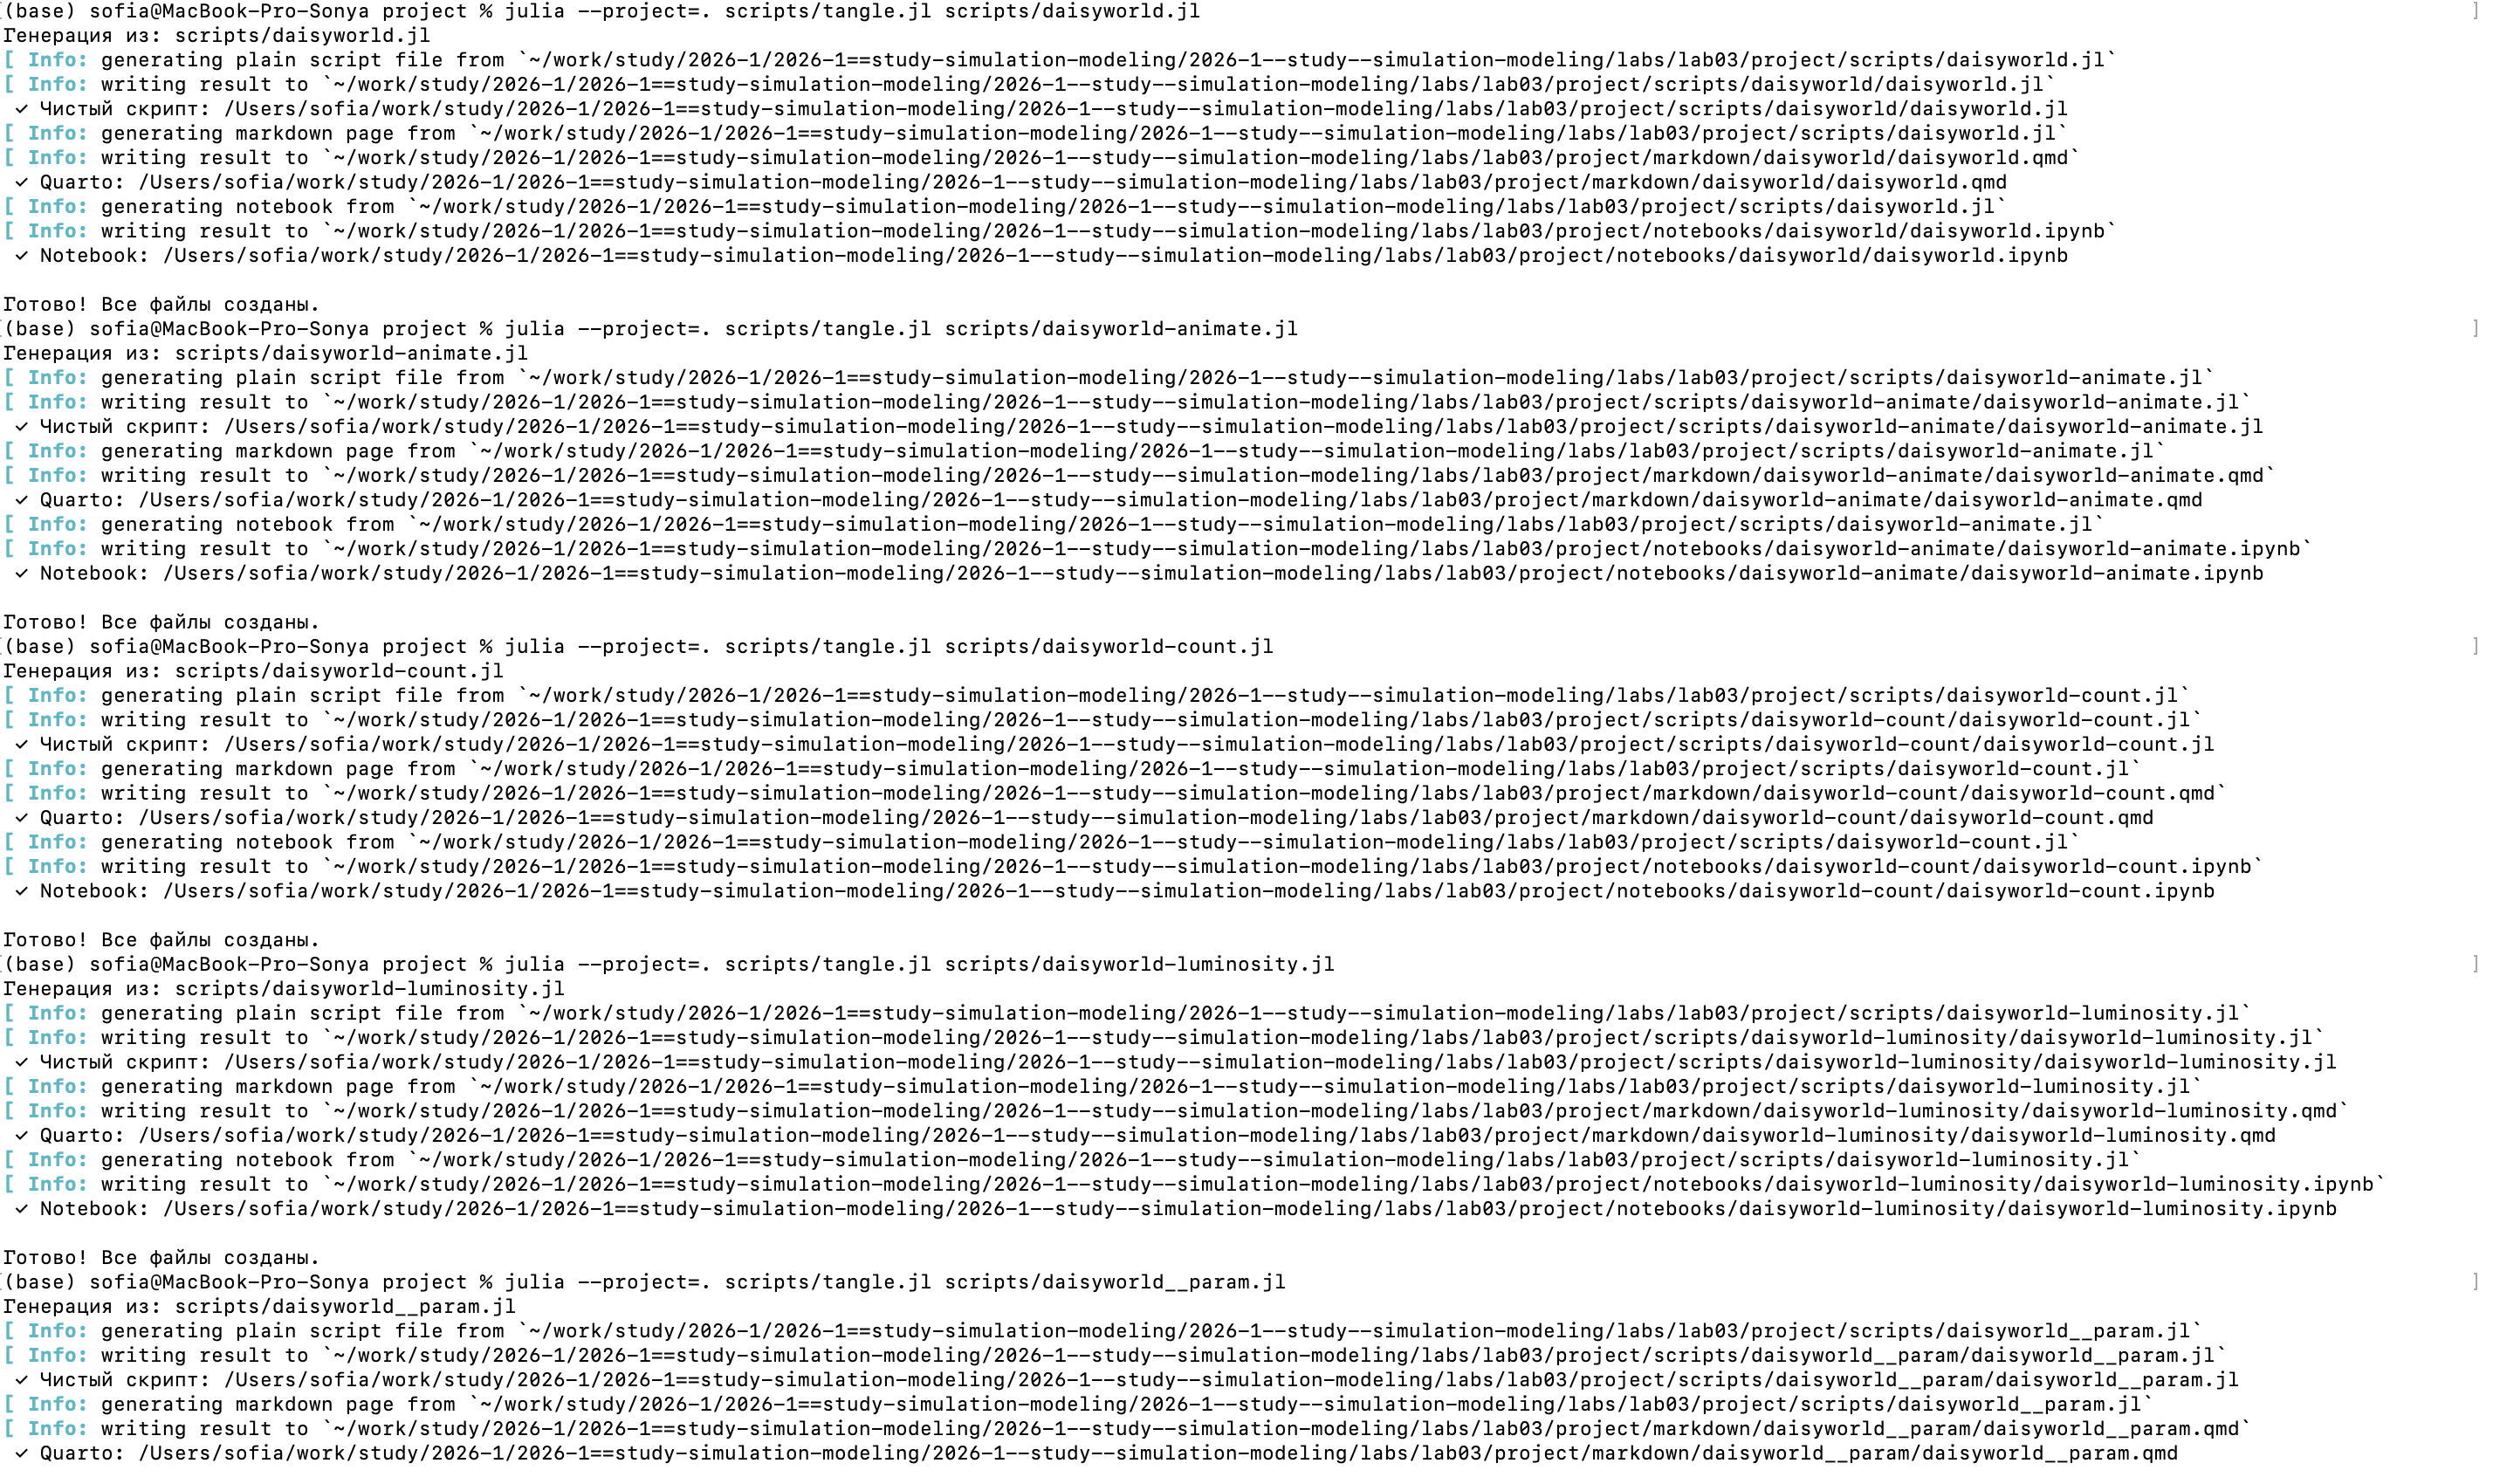 (base) sofia@MacBook-Pro-Sonya project % julia --project=. scripts/tangle.jl scripts/daisyworld.jl
Генерация из: scripts/daisyworld.jl
[ Info: generating plain script file from `~/work/study/2026-1/2026-1==study-simulation-modeling/2026-1--study--simulation-modeling/labs/lab03/project/scripts/daisyworld.jl`
[ Info: writing result to `~/work/study/2026-1/2026-1==study-simulation-modeling/2026-1--study--simulation-modeling/labs/lab03/project/scripts/daisyworld/daisyworld.jl`
✓ Чистый скрипт: /Users/sofia/work/study/2026-1/2026-1==study-simulation-modeling/2026-1--study--simulation-modeling/labs/lab03/project/scripts/daisyworld/daisyworld.jl
[ Info: generating markdown page from `~/work/study/2026-1/2026-1==study-simulation-modeling/2026-1--study--simulation-modeling/labs/lab03/project/scripts/daisyworld.jl`
[ Info: writing result to `~/work/study/2026-1/2026-1==study-simulation-modeling/2026-1--study--simulation-modeling/labs/lab03/project/markdown/daisyworld/daisyworld.qmd`
✓ Quarto: /Users/sofia/work/study/2026-1/2026-1==study-simulation-modeling/2026-1--study--simulation-modeling/labs/lab03/project/markdown/daisyworld/daisyworld.qmd
[ Info: generating notebook from `~/work/study/2026-1/2026-1==study-simulation-modeling/2026-1--study--simulation-modeling/labs/lab03/project/scripts/daisyworld.jl`
[ Info: writing result to `~/work/study/2026-1/2026-1==study-simulation-modeling/2026-1--study--simulation-modeling/labs/lab03/project/notebooks/daisyworld/daisyworld.ipynb`
✓ Notebook: /Users/sofia/work/study/2026-1/2026-1==study-simulation-modeling/2026-1--study--simulation-modeling/labs/lab03/project/notebooks/daisyworld/daisyworld.ipynb
Готово! Все файлы созданы.
(base) sofia@MacBook-Pro-Sonya project % julia --project=. scripts/tangle.jl scripts/daisyworld-animate.jl
Генерация из: scripts/daisyworld-animate.jl
[ Info: generating plain script file from `~/work/study/2026-1/2026-1==study-simulation-modeling/2026-1--study--simulation-modeling/labs/lab03/project/scripts/daisyworld-animate.jl`
[ Info: writing result to `~/work/study/2026-1/2026-1==study-simulation-modeling/2026-1--study--simulation-modeling/labs/lab03/project/scripts/daisyworld-animate/daisyworld-animate.jl`
✓ Чистый скрипт: /Users/sofia/work/study/2026-1/2026-1==study-simulation-modeling/2026-1--study--simulation-modeling/labs/lab03/project/scripts/daisyworld-animate/daisyworld-animate.jl
[ Info: generating markdown page from `~/work/study/2026-1/2026-1==study-simulation-modeling/2026-1--study--simulation-modeling/labs/lab03/project/scripts/daisyworld-animate.jl`
[ Info: writing result to `~/work/study/2026-1/2026-1==study-simulation-modeling/2026-1--study--simulation-modeling/labs/lab03/project/markdown/daisyworld-animate/daisyworld-animate.qmd`
✓ Quarto: /Users/sofia/work/study/2026-1/2026-1==study-simulation-modeling/2026-1--study--simulation-modeling/labs/lab03/project/markdown/daisyworld-animate/daisyworld-animate.qmd
[ Info: generating notebook from `~/work/study/2026-1/2026-1==study-simulation-modeling/2026-1--study--simulation-modeling/labs/lab03/project/scripts/daisyworld-animate.jl`
[ Info: writing result to `~/work/study/2026-1/2026-1==study-simulation-modeling/2026-1--study--simulation-modeling/labs/lab03/project/notebooks/daisyworld-animate/daisyworld-animate.ipynb`
✓ Notebook: /Users/sofia/work/study/2026-1/2026-1==study-simulation-modeling/2026-1--study--simulation-modeling/labs/lab03/project/notebooks/daisyworld-animate/daisyworld-animate.ipynb
Готово! Все файлы созданы.
(base) sofia@MacBook-Pro-Sonya project % julia --project=. scripts/tangle.jl scripts/daisyworld-count.jl
Генерация из: scripts/daisyworld-count.jl
[ Info: generating plain script file from `~/work/study/2026-1/2026-1==study-simulation-modeling/2026-1--study--simulation-modeling/labs/lab03/project/scripts/daisyworld-count.jl`
[ Info: writing result to `~/work/study/2026-1/2026-1==study-simulation-modeling/2026-1--study--simulation-modeling/labs/lab03/project/scripts/daisyworld-count/daisyworld-count.jl`
✓ Чистый скрипт: /Users/sofia/work/study/2026-1/2026-1==study-simulation-modeling/2026-1--study--simulation-modeling/labs/lab03/project/scripts/daisyworld-count/daisyworld-count.jl
[ Info: generating markdown page from `~/work/study/2026-1/2026-1==study-simulation-modeling/2026-1--study--simulation-modeling/labs/lab03/project/scripts/daisyworld-count.jl`
[ Info: writing result to `~/work/study/2026-1/2026-1==study-simulation-modeling/2026-1--study--simulation-modeling/labs/lab03/project/markdown/daisyworld-count/daisyworld-count.qmd`
✓ Quarto: /Users/sofia/work/study/2026-1/2026-1==study-simulation-modeling/2026-1--study--simulation-modeling/labs/lab03/project/markdown/daisyworld-count/daisyworld-count.qmd
[ Info: generating notebook from `~/work/study/2026-1/2026-1==study-simulation-modeling/2026-1--study--simulation-modeling/labs/lab03/project/scripts/daisyworld-count.jl`
[ Info: writing result to `~/work/study/2026-1/2026-1==study-simulation-modeling/2026-1--study--simulation-modeling/labs/lab03/project/notebooks/daisyworld-count/daisyworld-count.ipynb`
✓ Notebook: /Users/sofia/work/study/2026-1/2026-1==study-simulation-modeling/2026-1--study--simulation-modeling/labs/lab03/project/notebooks/daisyworld-count/daisyworld-count.ipynb
Готово! Все файлы созданы.
(base) sofia@MacBook-Pro-Sonya project % julia --project=. scripts/tangle.jl scripts/daisyworld-luminosity.jl
Генерация из: scripts/daisyworld-luminosity.jl
[ Info: generating plain script file from `~/work/study/2026-1/2026-1==study-simulation-modeling/2026-1--study--simulation-modeling/labs/lab03/project/scripts/daisyworld-luminosity.jl`
[ Info: writing result to `~/work/study/2026-1/2026-1==study-simulation-modeling/2026-1--study--simulation-modeling/labs/lab03/project/scripts/daisyworld-luminosity/daisyworld-luminosity.jl`
✓ Чистый скрипт: /Users/sofia/work/study/2026-1/2026-1==study-simulation-modeling/2026-1--study--simulation-modeling/labs/lab03/project/scripts/daisyworld-luminosity/daisyworld-luminosity.jl
[ Info: generating markdown page from `~/work/study/2026-1/2026-1==study-simulation-modeling/2026-1--study--simulation-modeling/labs/lab03/project/scripts/daisyworld-luminosity.jl`
[ Info: writing result to `~/work/study/2026-1/2026-1==study-simulation-modeling/2026-1--study--simulation-modeling/labs/lab03/project/markdown/daisyworld-luminosity/daisyworld-luminosity.qmd`
✓ Quarto: /Users/sofia/work/study/2026-1/2026-1==study-simulation-modeling/2026-1--study--simulation-modeling/labs/lab03/project/markdown/daisyworld-luminosity/daisyworld-luminosity.qmd
[ Info: generating notebook from `~/work/study/2026-1/2026-1==study-simulation-modeling/2026-1--study--simulation-modeling/labs/lab03/project/scripts/daisyworld-luminosity.jl`
[ Info: writing result to `~/work/study/2026-1/2026-1==study-simulation-modeling/2026-1--study--simulation-modeling/labs/lab03/project/notebooks/daisyworld-luminosity/daisyworld-luminosity.ipynb`
✓ Notebook: /Users/sofia/work/study/2026-1/2026-1==study-simulation-modeling/2026-1--study--simulation-modeling/labs/lab03/project/notebooks/daisyworld-luminosity/daisyworld-luminosity.ipynb
Готово! Все файлы созданы.
(base) sofia@MacBook-Pro-Sonya project % julia --project=. scripts/tangle.jl scripts/daisyworld__param.jl
Генерация из: scripts/daisyworld__param.jl
[ Info: generating plain script file from `~/work/study/2026-1/2026-1==study-simulation-modeling/2026-1--study--simulation-modeling/labs/lab03/project/scripts/daisyworld__param.jl`
[ Info: writing result to `~/work/study/2026-1/2026-1==study-simulation-modeling/2026-1--study--simulation-modeling/labs/lab03/project/scripts/daisyworld__param/daisyworld__param.jl`
✓ Чистый скрипт: /Users/sofia/work/study/2026-1/2026-1==study-simulation-modeling/2026-1--study--simulation-modeling/labs/lab03/project/scripts/daisyworld__param/daisyworld__param.jl
[ Info: generating markdown page from `~/work/study/2026-1/2026-1==study-simulation-modeling/2026-1--study--simulation-modeling/labs/lab03/project/scripts/daisyworld__param.jl`
[ Info: writing result to `~/work/study/2026-1/2026-1==study-simulation-modeling/2026-1--study--simulation-modeling/labs/lab03/project/markdown/daisyworld__param/daisyworld__param.qmd`
✓ Quarto: /Users/sofia/work/study/2026-1/2026-1==study-simulation-modeling/2026-1--study--simulation-modeling/labs/lab03/project/markdown/daisyworld__param/daisyworld__param.qmd